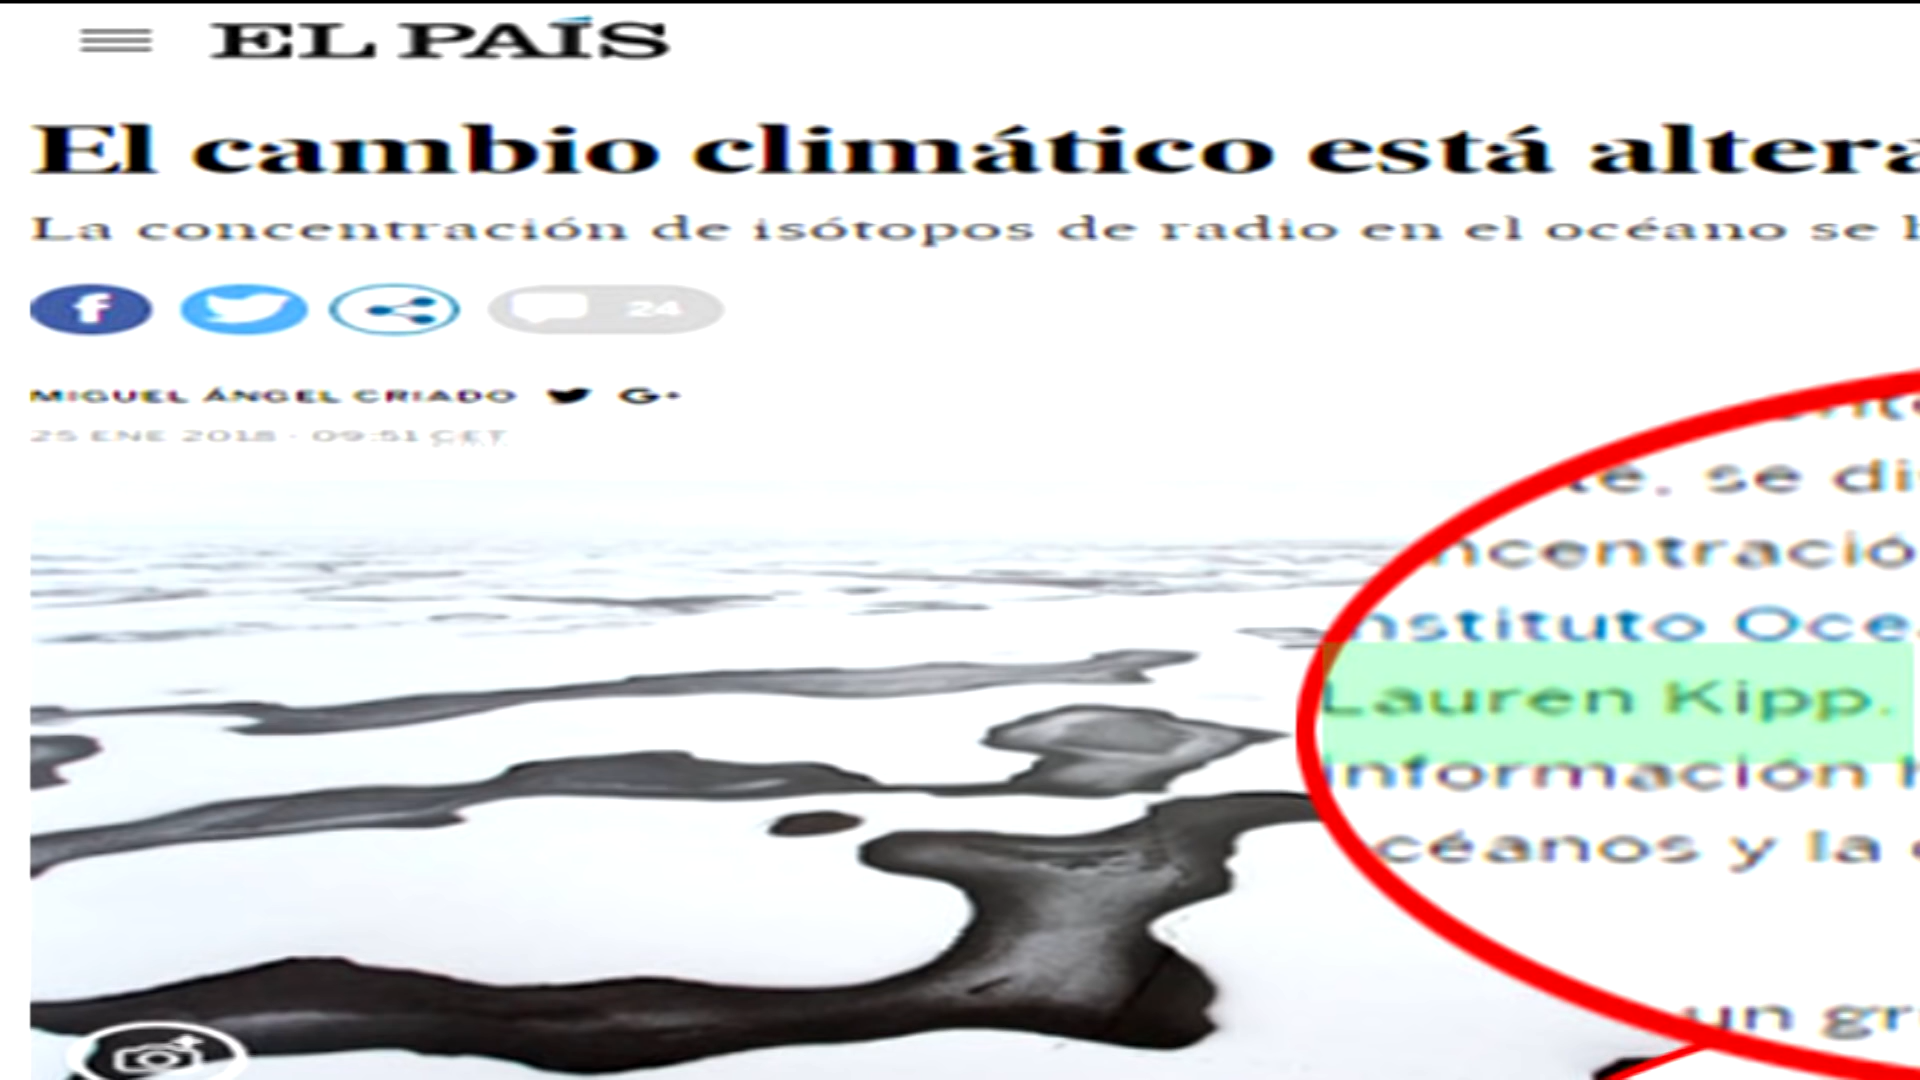 EL PAÍS
El cambio climático está altera
La concentración de isótopos de radio en el océano se
24
MIGUEL ÁNGEL CRIADO G+
25 ENE 2018 - 09:51 CET
te, se di
ncentració
nstituto Oce
Lauren Kipp.
información
céanos y la
un gr